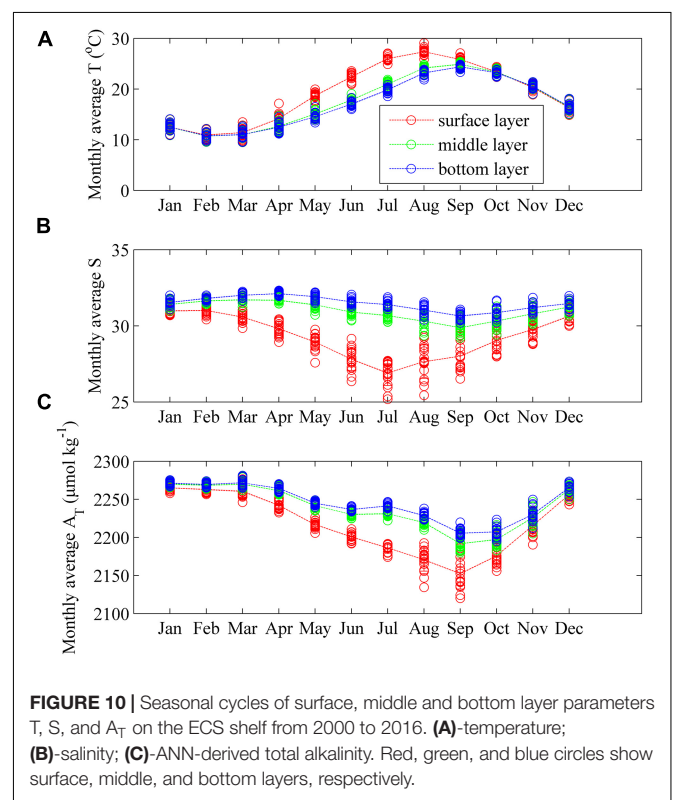 A
Monthly average T (°C)
30
20
10
0
surface layer
middle layer
bottom layer
Jan Feb Mar Apr May Jun Jul Aug Sep Oct Nov Dec
B
Monthly average S
35
30
25
Jan Feb Mar Apr May Jun Jul Aug Sep Oct Nov Dec
C
Monthly average A_T (μmol kg⁻¹)
2300
2250
2200
2150
2100
Jan Feb Mar Apr May Jun Jul Aug Sep Oct Nov Dec
FIGURE 10 | Seasonal cycles of surface, middle and bottom layer parameters
T, S, and A_T on the ECS shelf from 2000 to 2016. (A)-temperature;
(B)-salinity; (C)-ANN-derived total alkalinity. Red, green, and blue circles show
surface, middle, and bottom layers, respectively.